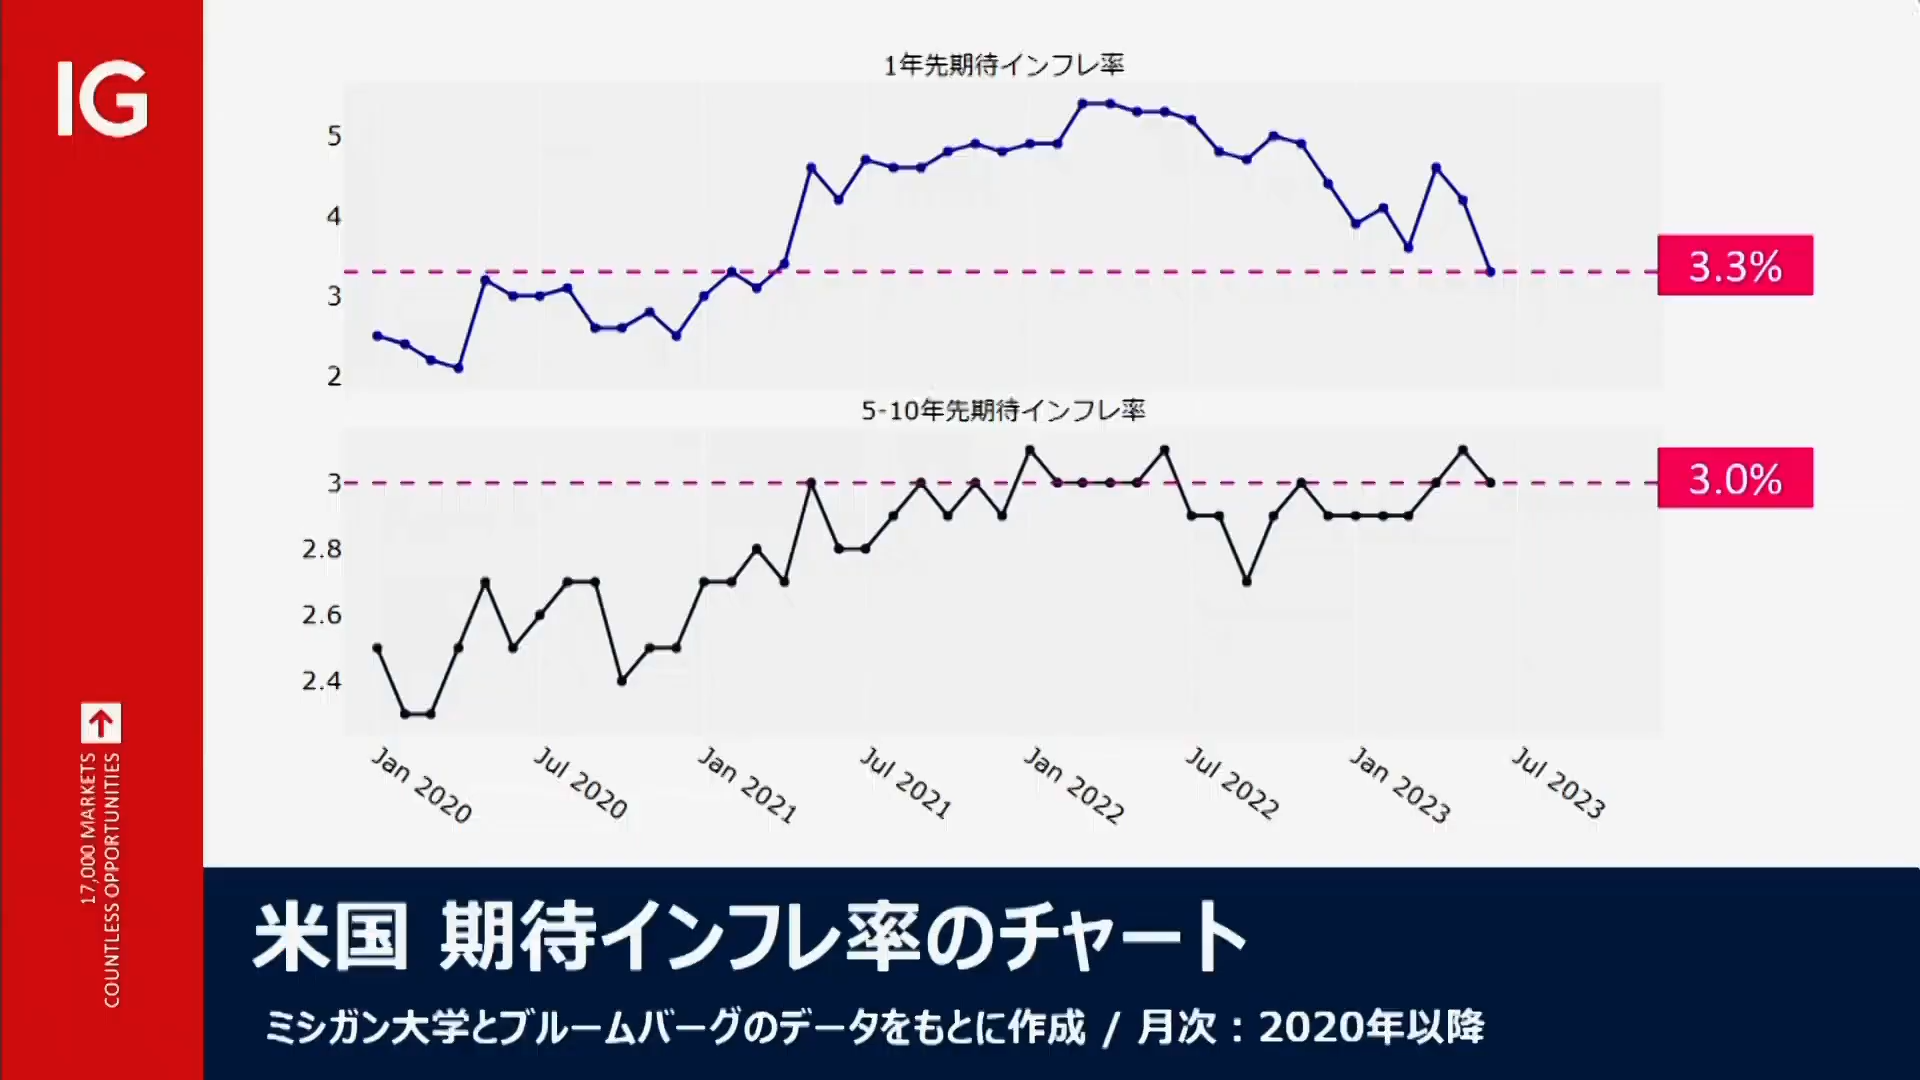 IG
1年先期待インフレ率
5
4
3
2
3.3%
5-10年先期待インフレ率
3
2.8
2.6
2.4
3.0%
Jan 2020
Jul 2020
Jan 2021
Jul 2021
Jan 2022
Jul 2022
Jan 2023
Jul 2023
17,000 MARKETS
COUNTLESS OPPORTUNITIES
米国 期待インフレ率のチャート
ミシガン大学とブルームバーグのデータをもとに作成 / 月次：2020年以降